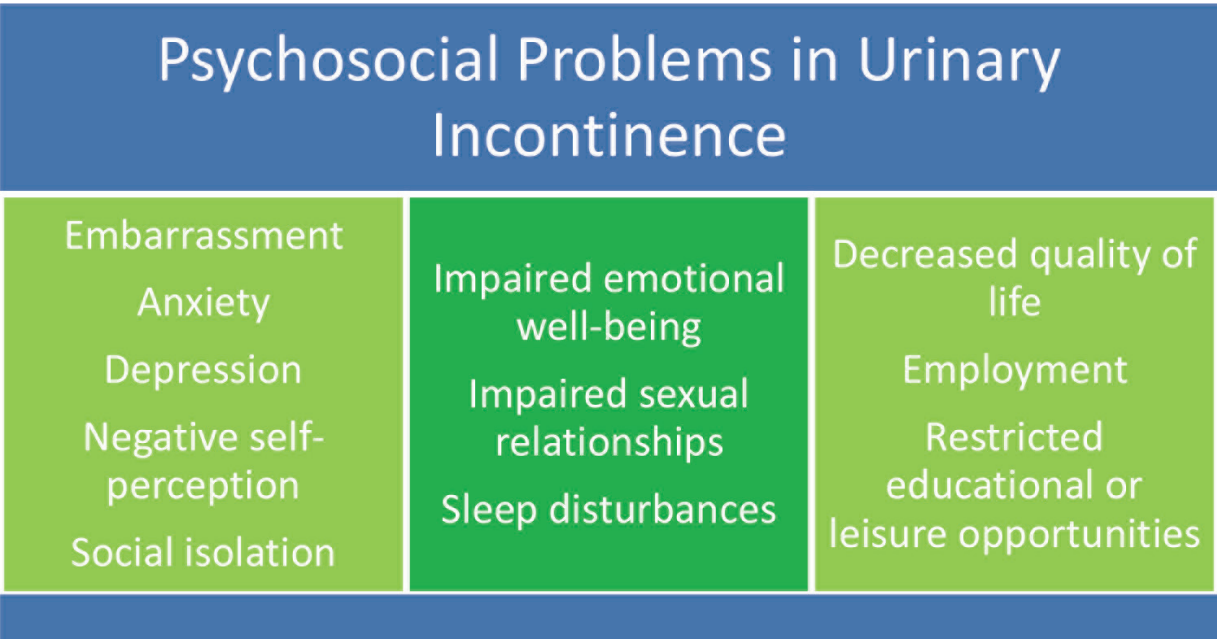 Psychosocial Problems in Urinary
Incontinence
Embarrassment
Anxiety
Depression
Negative self-
perception
Social isolation
Impaired emotional
well-being
Impaired sexual
relationships
Sleep disturbances
Decreased quality of
life
Employment
Restricted
educational or
leisure opportunities